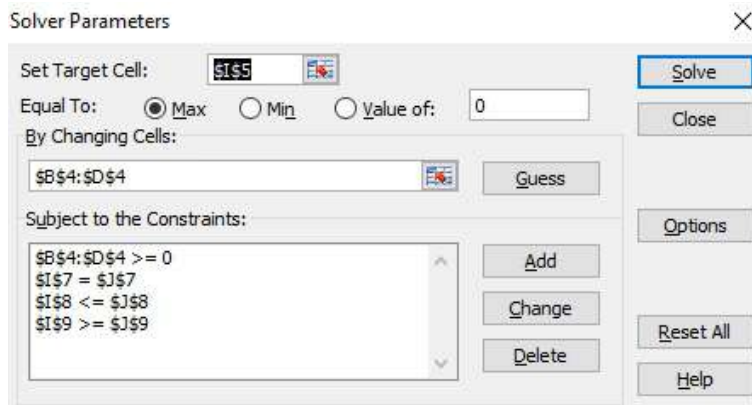 Solver Parameters
Set Target Cell: $I$5
Solve
Equal To: Max Min Value of: 0
Close
By Changing Cells:
$B$4:$D$4
Guess
Subject to the Constraints:
Options
$B$4:$D$4 >= 0
$I$7 = $J$7
$I$8 <= $J$8
$I$9 >= $J$9
Add
Change
Delete
Reset All
Help